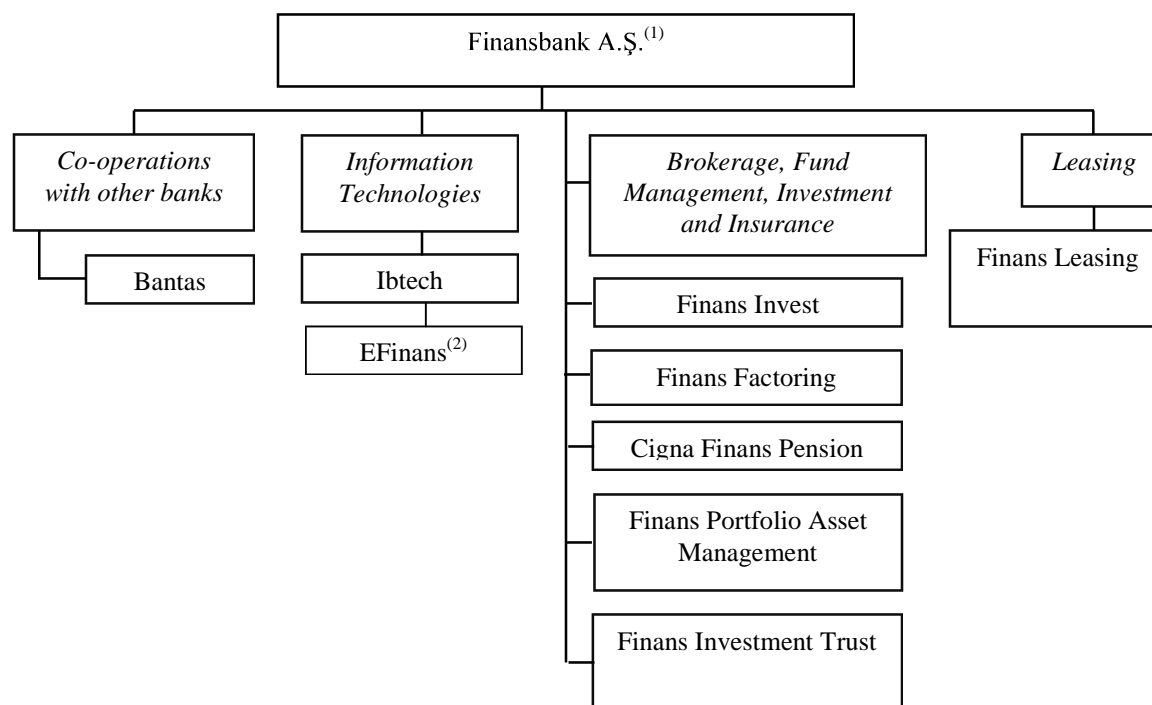 Finansbank A.Ş.(1)
Co-operations
with other banks
Bantas
Information
Technologies
Ibtech
EFinans(2)
Brokerage, Fund
Management, Investment
and Insurance
Finans Invest
Finans Factoring
Cigna Finans Pension
Finans Portfolio Asset
Management
Finans Investment Trust
Leasing
Finans Leasing